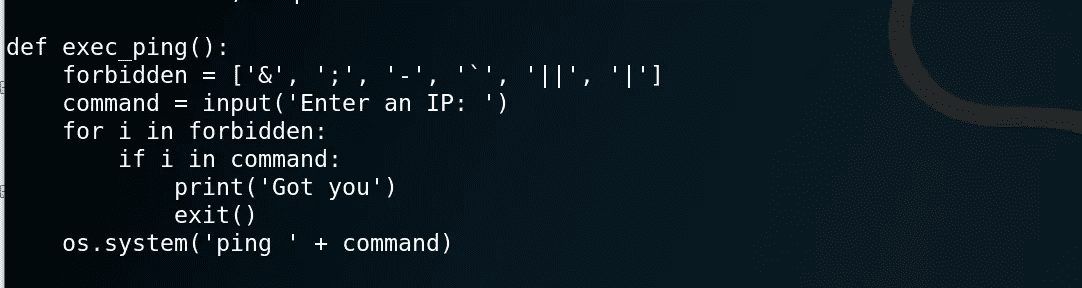 def exec_ping():
    forbidden = ['&', ';', '-', '`', '||', '|']
    command = input('Enter an IP: ')
    for i in forbidden:
        if i in command:
            print('Got you')
            exit()
    os.system('ping ' + command)